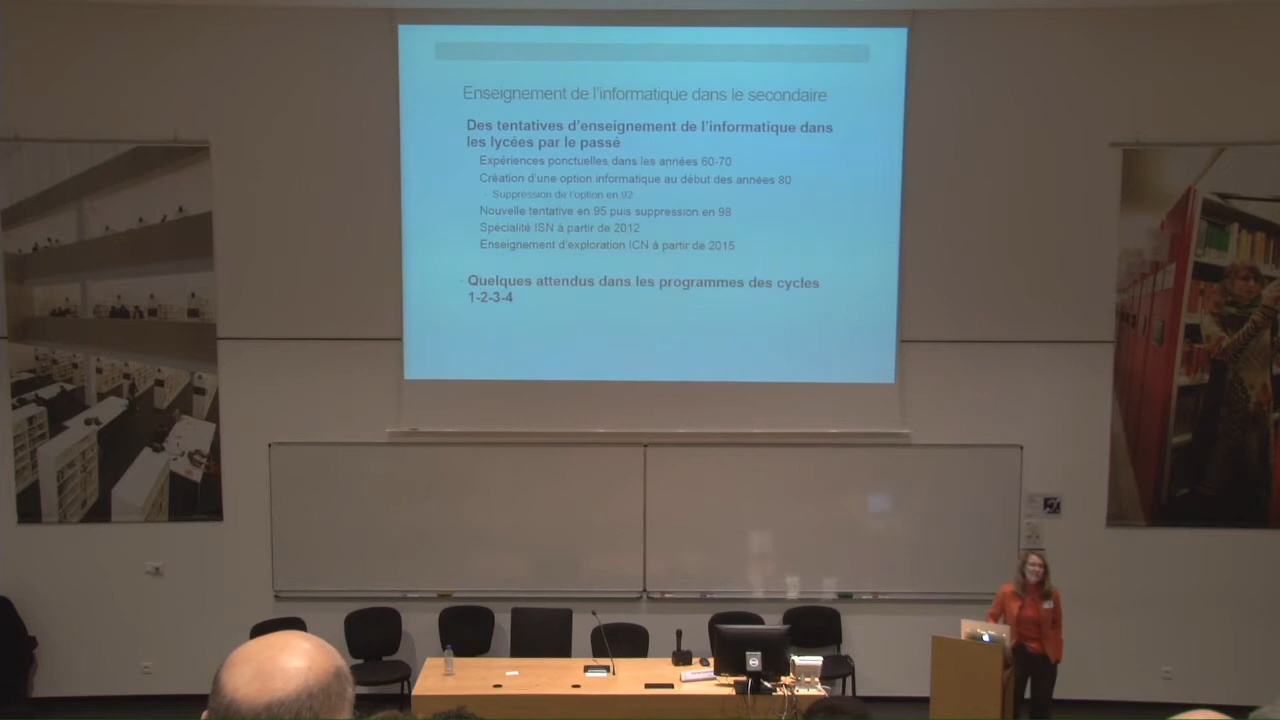 Enseignement de l'informatique dans le secondaire
Des tentatives d'enseignement de l'informatique dans
les lycées par le passé
Expériences ponctuelles dans les années 60-70
Création d'une option informatique au début des années 80
- Suppression de l'option en 92
Nouvelle tentative en 95 puis suppression en 98
Spécialité ISN à partir de 2012
Enseignement d'exploration ICN à partir de 2015
Quelques attendus dans les programmes des cycles
1-2-3-4